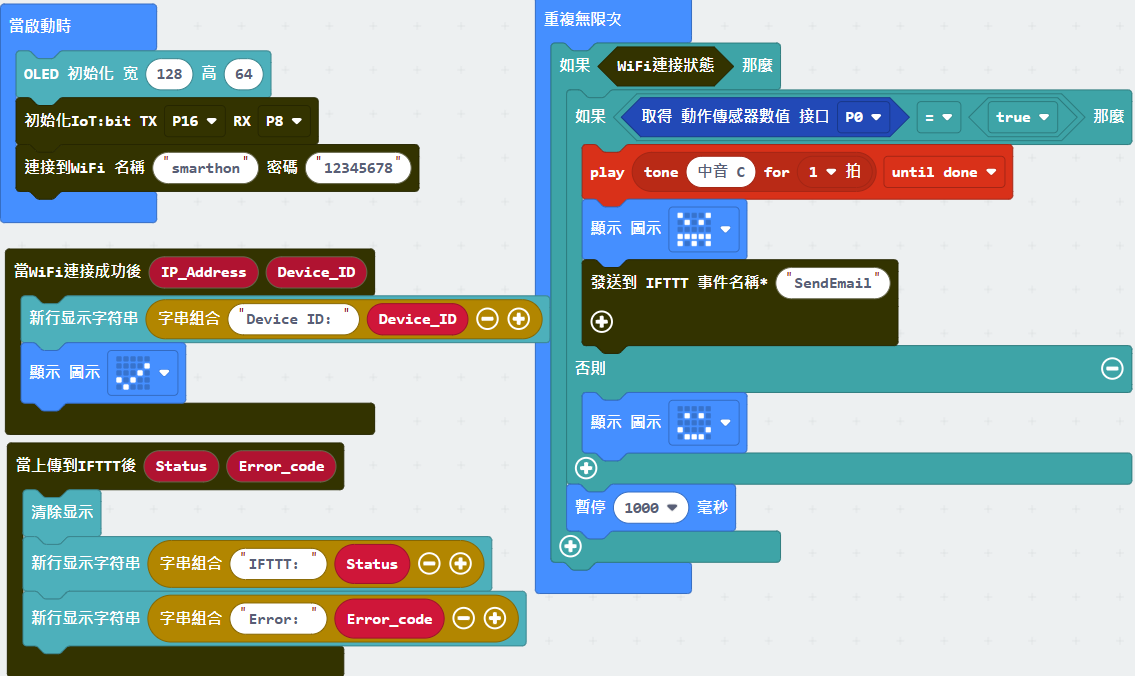 當啟動時
OLED 初始化 宽 128 高 64
初始化IoT:bit TX P16 RX P8
連接到WiFi 名稱 "smarthon" 密碼 "12345678"
當WiFi連接成功後 IP_Address Device_ID
新行显示字符串 字串組合 "Device ID: " Device_ID
顯示 圖示
當上傳到IFTTT後 Status Error_code
清除显示
新行显示字符串 字串組合 "IFTTT: " Status
新行显示字符串 字串組合 "Error: " Error_code
重複無限次
如果 WiFi連接狀態 那麼
如果 取得 動作傳感器數值 接口 P0 = true 那麼
play tone 中音 C for 1 拍 until done
顯示 圖示
發送到 IFTTT 事件名稱* "SendEmail"
否則
顯示 圖示
暫停 1000 毫秒